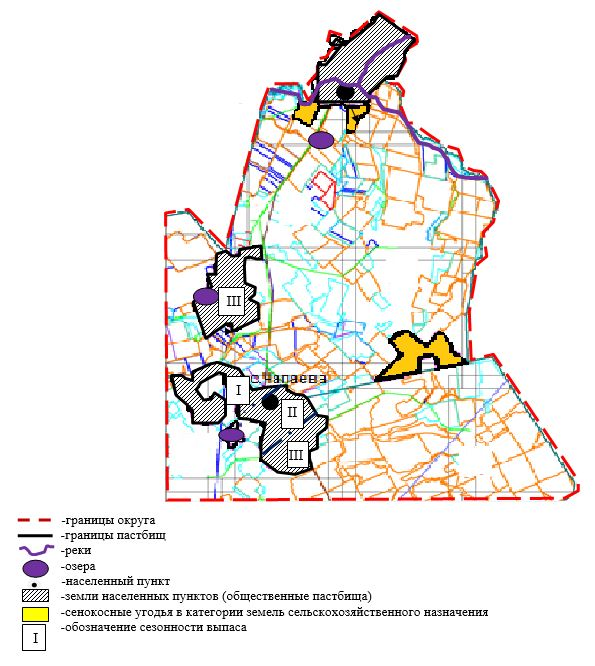 III
с.Чапаева
I
II
III
-границы округа
-границы пастбищ
-реки
-озера
-населенный пункт
-земли населенных пунктов (общественные пастбища)
-сенокосные угодья в категории земель сельскохозяйственного назначения
I -обозначение сезонности выпаса